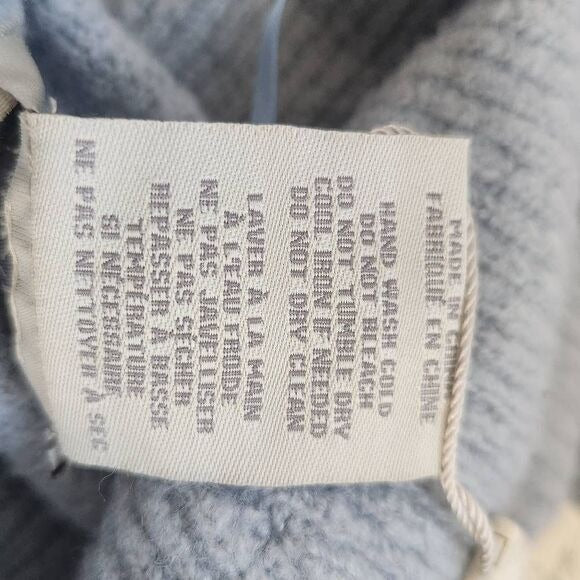 MADE IN CHINA
FABRIQUÉ EN CHINE
HAND WASH COLD
DO NOT BLEACH
DO NOT TUMBLE DRY
COOL IRON IF NEEDED
DO NOT DRY CLEAN
LAVER À LA MAIN
À L'EAU FROIDE
NE PAS JAVELISER
NE PAS SÉCHER
REPASSER À BASSE
TEMPÉRATURE
SI NÉCESSAIRE
NE PAS NETTOYER À SEC